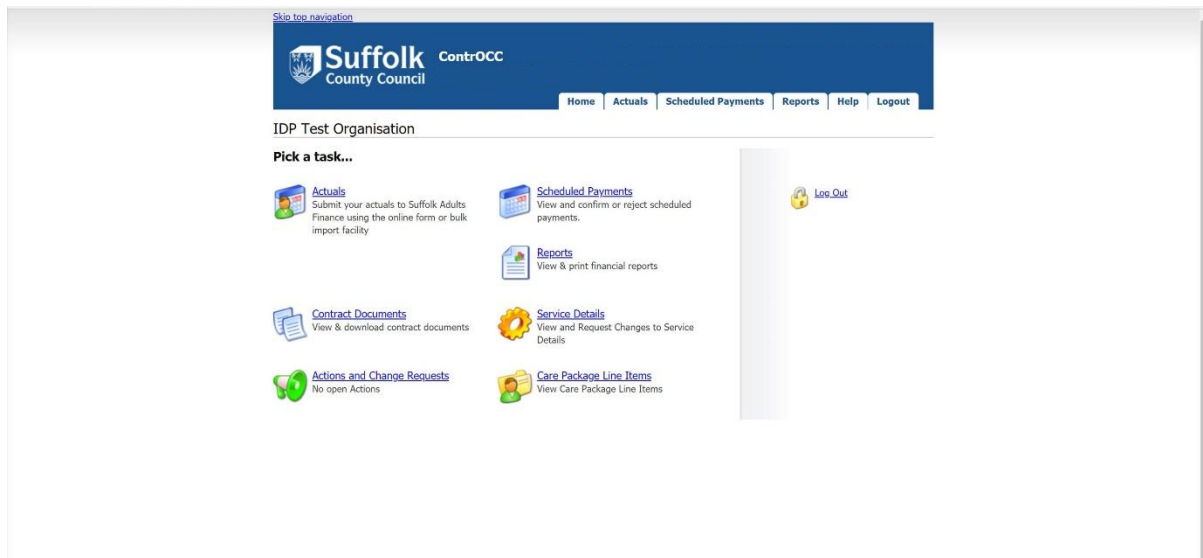 Skip top navigation
Suffolk
County Council
ContrOCC
Home Actuals Scheduled Payments Reports Help Logout
IDP Test Organisation
Pick a task...
Actuals
Submit your actuals to Suffolk Adults
Finance using the online form or bulk
import facility
Scheduled Payments
View and confirm or reject scheduled
payments.
Log Out
Reports
View & print financial reports
Contract Documents
View & download contract documents
Service Details
View and Request Changes to Service
Details
Actions and Change Requests
No open Actions
Care Package Line Items
View Care Package Line Items